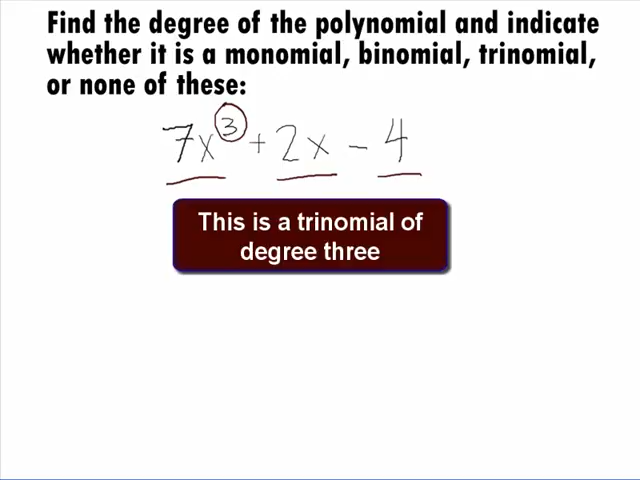 Find the degree of the polynomial and indicate
whether it is a monomial, binomial, trinomial,
or none of these:
7x³ + 2x - 4
This is a trinomial of
degree three